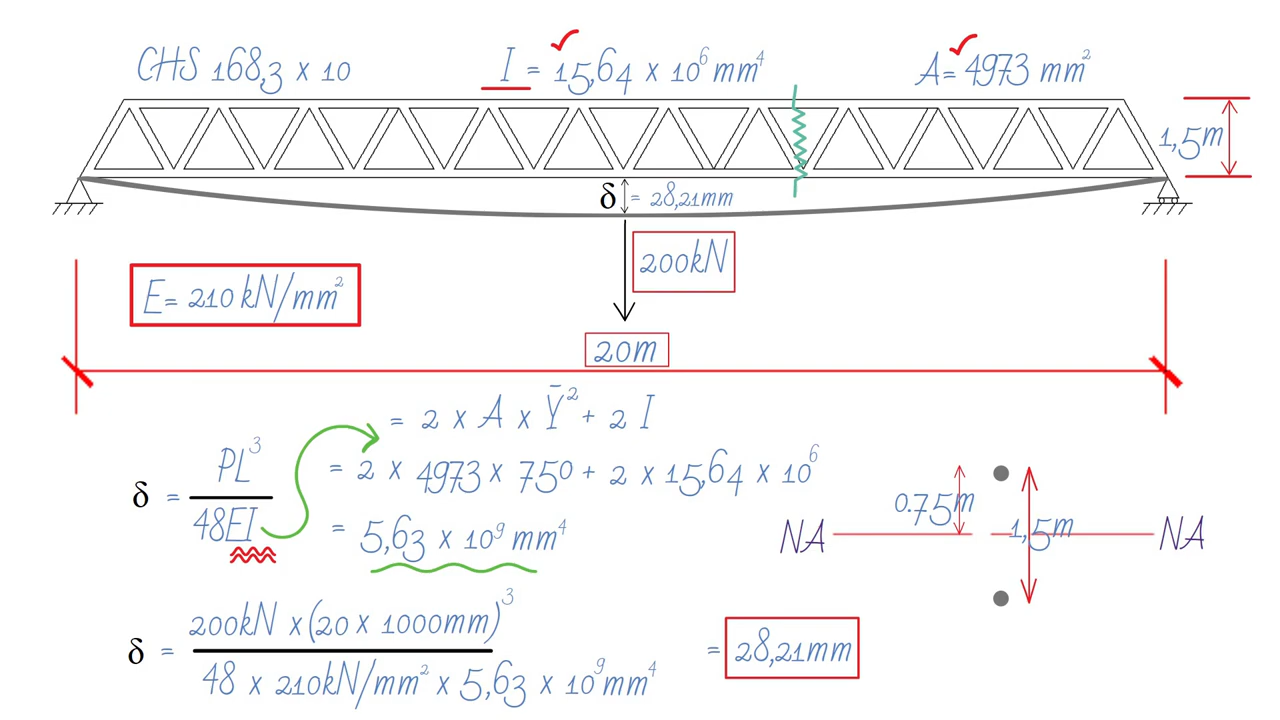 CHS 168,3 x 10
I = 15,64 x 10⁶ mm⁴
A= 4973 mm²
1,5m
δ = 28,21mm
200kN
E= 210 kN/mm²
20m
= 2 x A x Ȳ² + 2 I
δ = PL³ / 48EI
= 2 x 4973 x 750 + 2 x 15,64 x 10⁶
= 5,63 x 10⁹ mm⁴
0.75m
NA
1,5m
NA
δ = 200kN x (20 x 1000mm)³ / 48 x 210kN/mm² x 5,63 x 10⁹ mm⁴ = 28,21mm